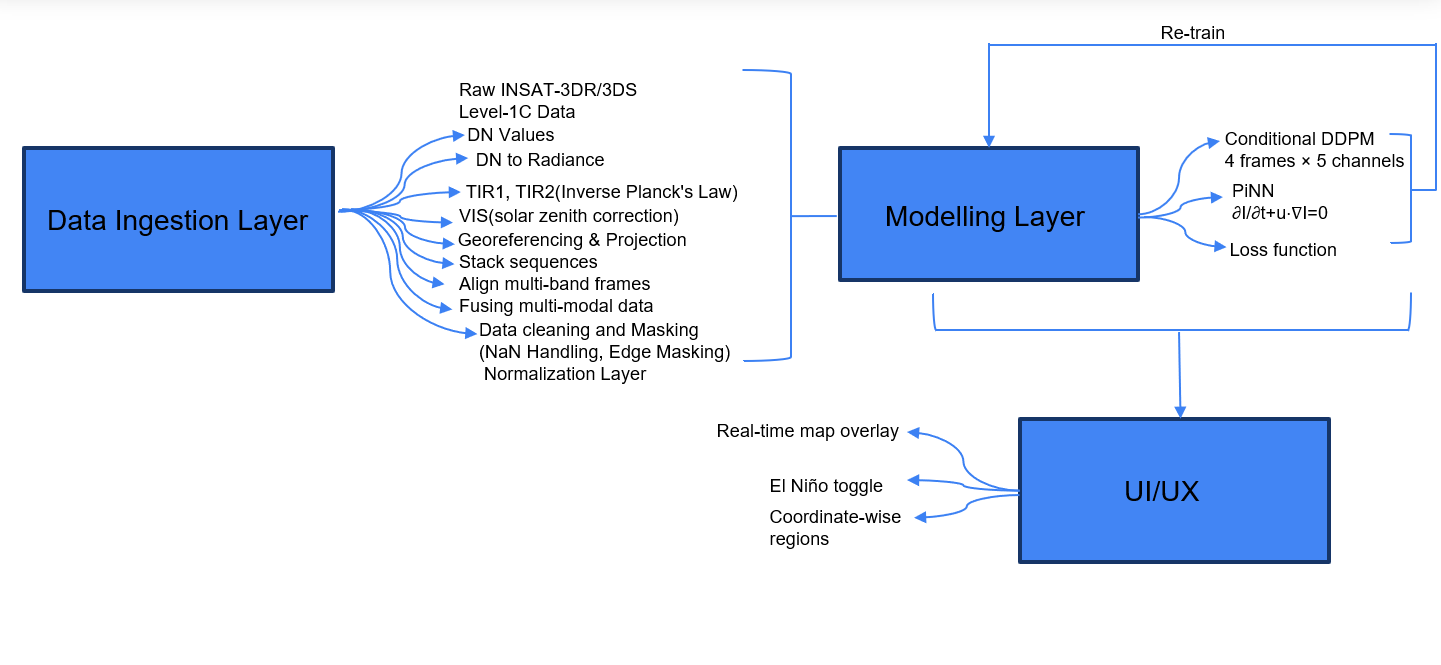 Re-train
Raw INSAT-3DR/3DS
Level-1C Data
DN Values
DN to Radiance
TIR1, TIR2(Inverse Planck's Law)
VIS(solar zenith correction)
Georeferencing & Projection
Stack sequences
Align multi-band frames
Fusing multi-modal data
Data cleaning and Masking
(NaN Handling, Edge Masking)
Normalization Layer
Data Ingestion Layer
Modelling Layer
Conditional DDPM
4 frames × 5 channels
PiNN
∂I/∂t+u·∇I=0
Loss function
Real-time map overlay
El Niño toggle
Coordinate-wise
regions
UI/UX